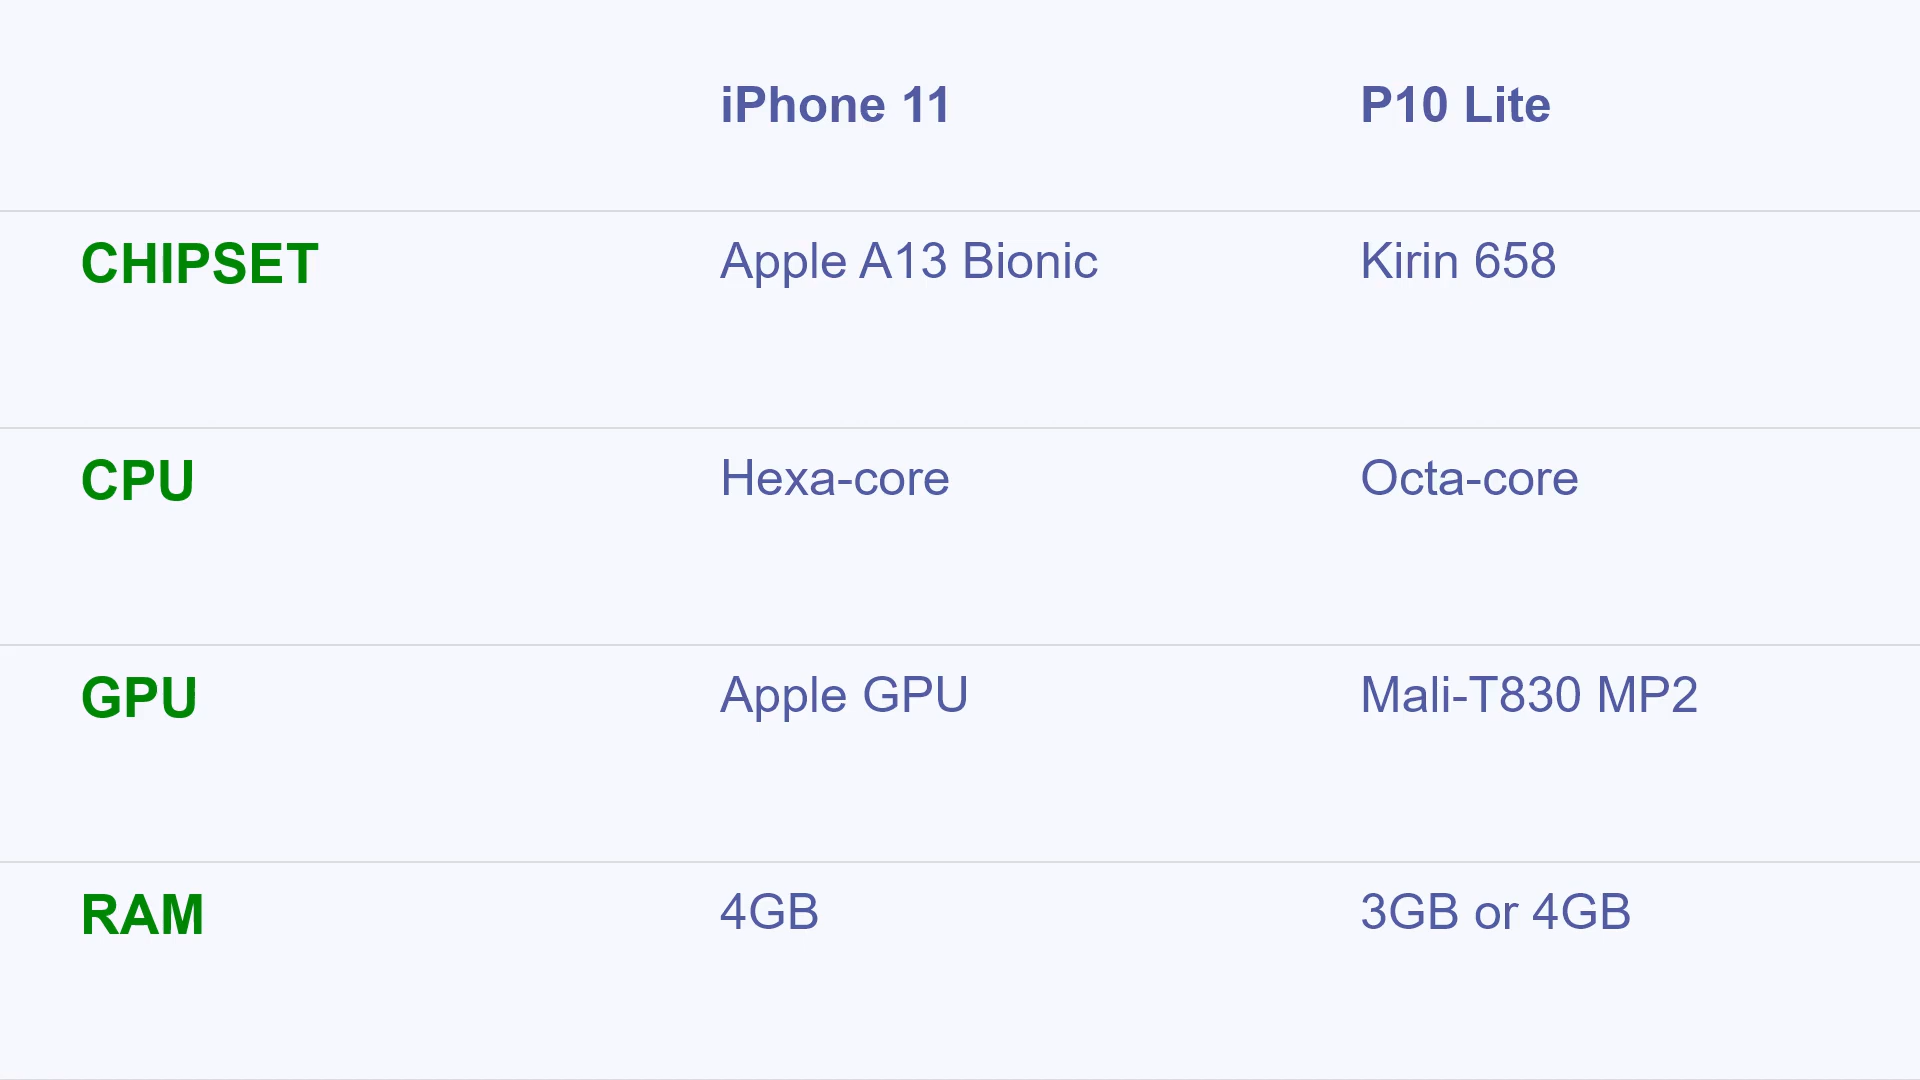 iPhone 11 P10 Lite
CHIPSET Apple A13 Bionic Kirin 658
CPU Hexa-core Octa-core
GPU Apple GPU Mali-T830 MP2
RAM 4GB 3GB or 4GB